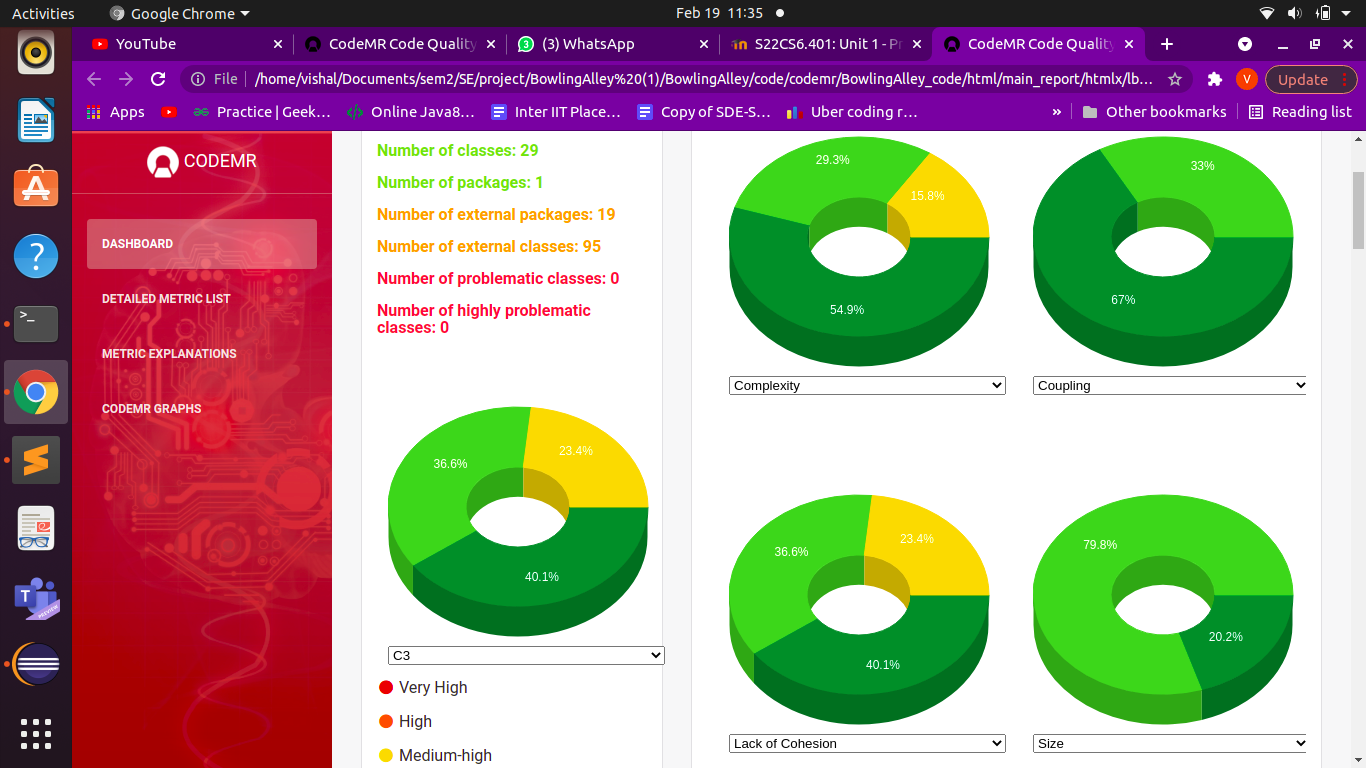 Activities
Google Chrome
Feb 19 11:35
YouTube
CodeMR Code Quality
(3) WhatsApp
S22CS6.401: Unit 1 - Pr
CodeMR Code Quality
File
/home/vishal/Documents/sem2/SE/project/BowlingAlley%20(1)/BowlingAlley/code/codemr/BowlingAlley_code/html/main_report/htmlx/lb...
V
Update
Apps
Practice | Geek...
Online Java8...
Inter IIT Place...
Copy of SDE-S...
Uber coding r...
»
Other bookmarks
Reading list
CODEMR
DASHBOARD
DETAILED METRIC LIST
METRIC EXPLANATIONS
CODEMR GRAPHS
Number of classes: 29
Number of packages: 1
Number of external packages: 19
Number of external classes: 95
Number of problematic classes: 0
Number of highly problematic
classes: 0
36.6%
23.4%
40.1%
C3
Very High
High
Medium-high
29.3%
15.8%
54.9%
Complexity
33%
67%
Coupling
36.6%
23.4%
40.1%
Lack of Cohesion
79.8%
20.2%
Size